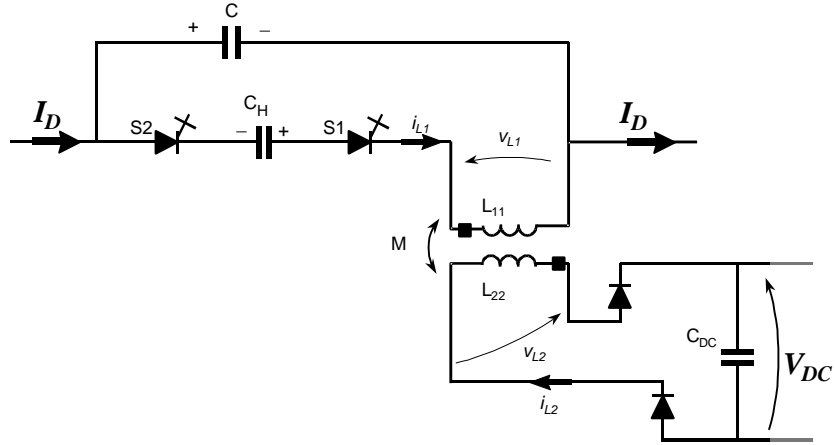 C
+ –
I_D
S2
C_H
– +
S1
i_L1
I_D
v_L1
L_11
M
L_22
v_L2
C_DC
V_DC
i_L2